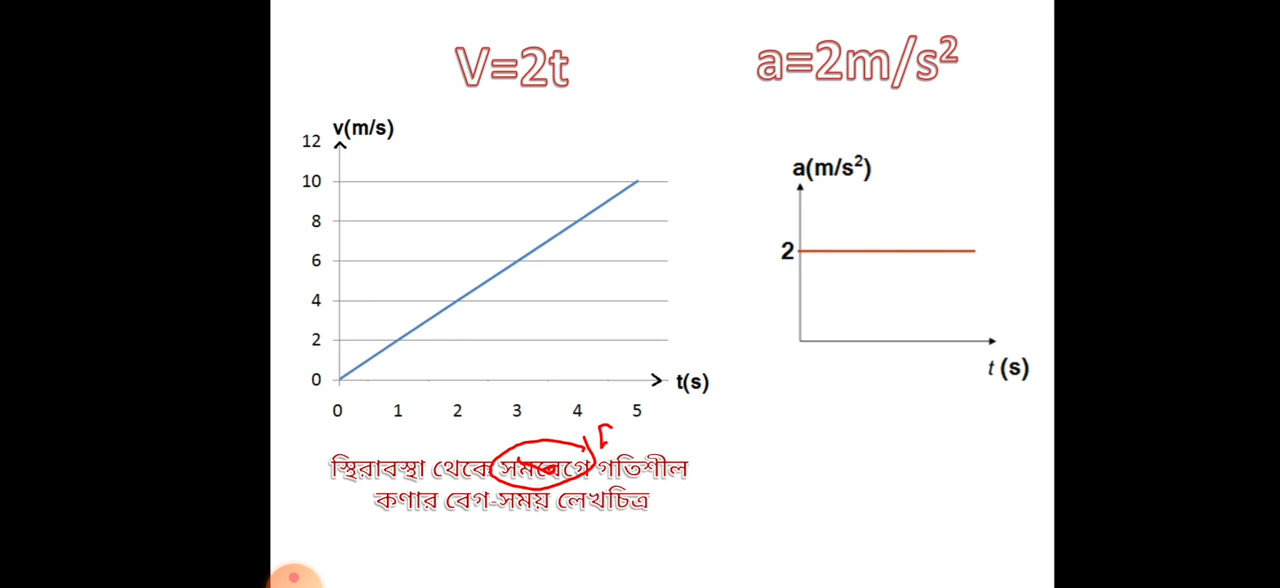 V=2t
a=2m/s²
v(m/s)
12
10
8
6
4
2
0
0 1 2 3 4 5
t(s)
স্থিরাবস্থা থেকে সমবেগে গতিশীল
কণার বেগ-সময় লেখচিত্র
a(m/s²)
2
t (s)